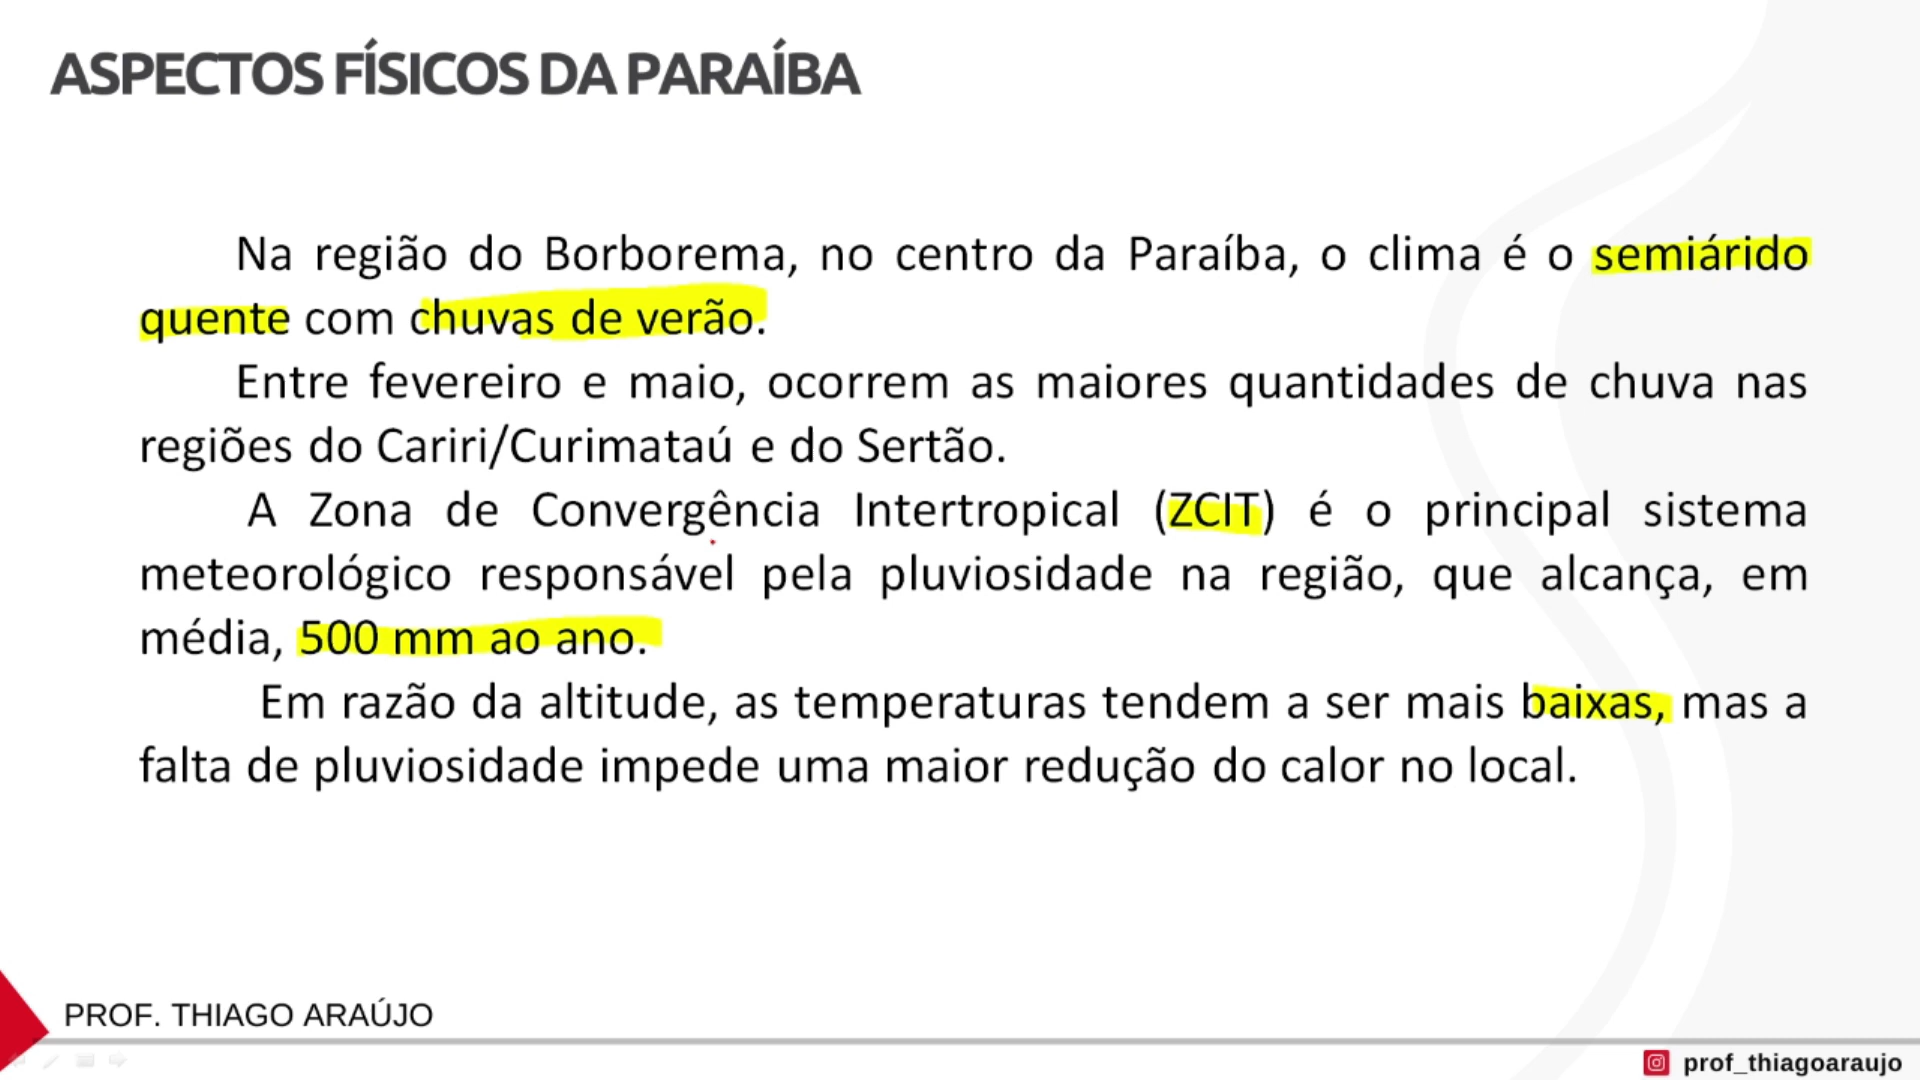 ASPECTOS FÍSICOS DA PARAÍBA
Na região do Borborema, no centro da Paraíba, o clima é o semiárido
quente com chuvas de verão.
Entre fevereiro e maio, ocorrem as maiores quantidades de chuva nas
regiões do Cariri/Curimataú e do Sertão.
A Zona de Convergência Intertropical (ZCIT) é o principal sistema
meteorológico responsável pela pluviosidade na região, que alcança, em
média, 500 mm ao ano.
Em razão da altitude, as temperaturas tendem a ser mais baixas, mas a
falta de pluviosidade impede uma maior redução do calor no local.
PROF. THIAGO ARAÚJO
prof_thiagoaraujo